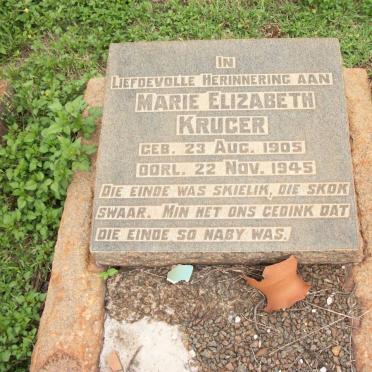 IN
LIEFDEVOLLE HERINNERING AAN
MARIE ELIZABETH
KRUGER
GEB. 23 AUG. 1905
OORL. 22 NOV. 1945
DIE EINDE WAS SKIELIK, DIE SKOK
SWAAR. MIN HET ONS GEDINK DAT
DIE EINDE SO NABY WAS.